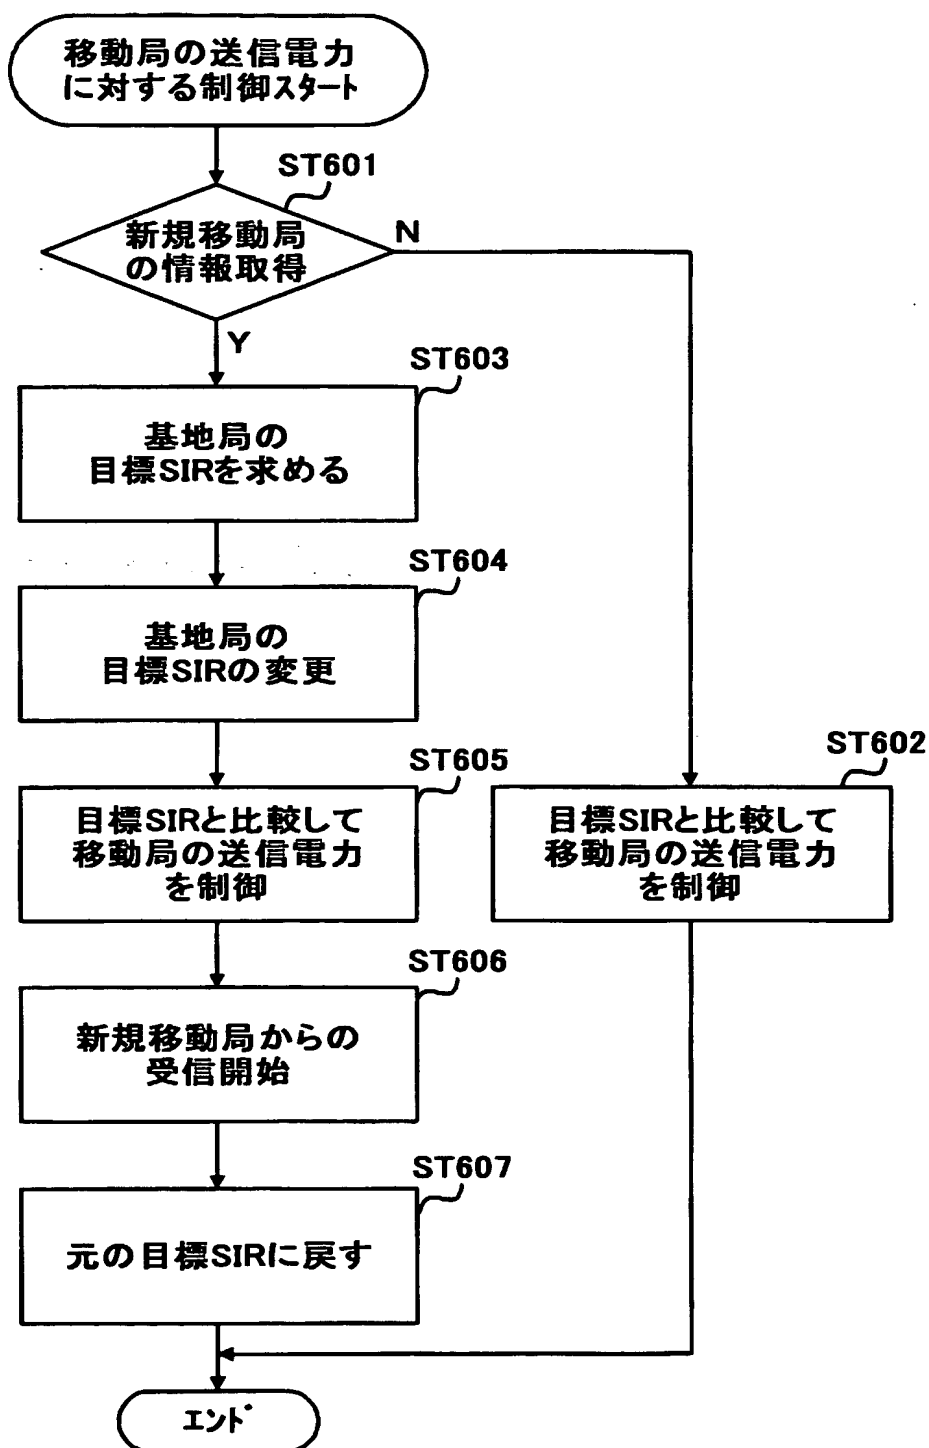 移動局の送信電力
に対する制御スタート
ST601
新規移動局
の情報取得
N
Y
ST603
基地局の
目標SIRを求める
ST604
基地局の
目標SIRの変更
ST605
目標SIRと比較して
移動局の送信電力
を制御
ST602
目標SIRと比較して
移動局の送信電力
を制御
ST606
新規移動局からの
受信開始
ST607
元の目標SIRに戻す
エンド